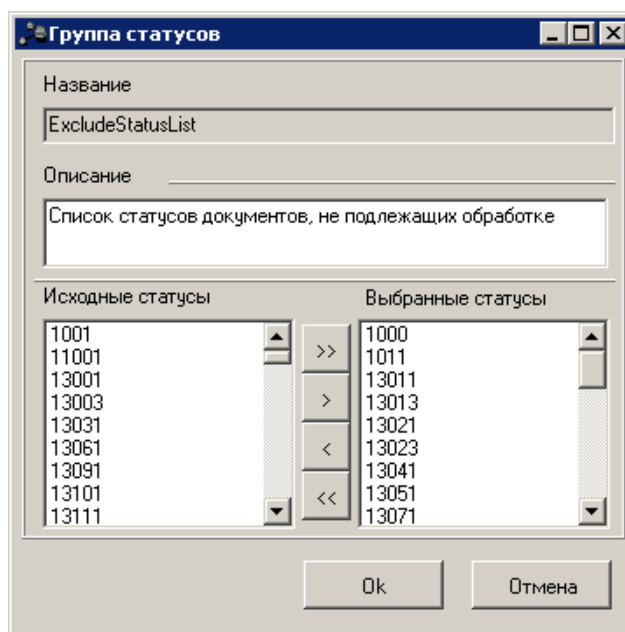 Группа статусов
Название
ExcludeStatusList
Описание
Список статусов документов, не подлежащих обработке
Исходные статусы
1001
11001
13001
13003
13031
13061
13091
13101
13111
>>
>
<
<<
Выбранные статусы
1000
1011
13011
13013
13021
13023
13041
13051
13071
Ok
Отмена